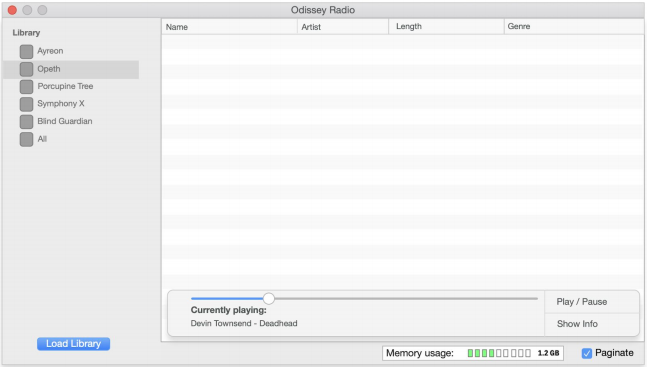 Odissey Radio
Library
Ayreon
Opeth
Porcupine Tree
Symphony X
Blind Guardian
All
Name Artist Length Genre
Currently playing:
Devin Townsend - Deadhead
Play / Pause
Show Info
Load Library
Memory usage: 1.2 GB
Paginate